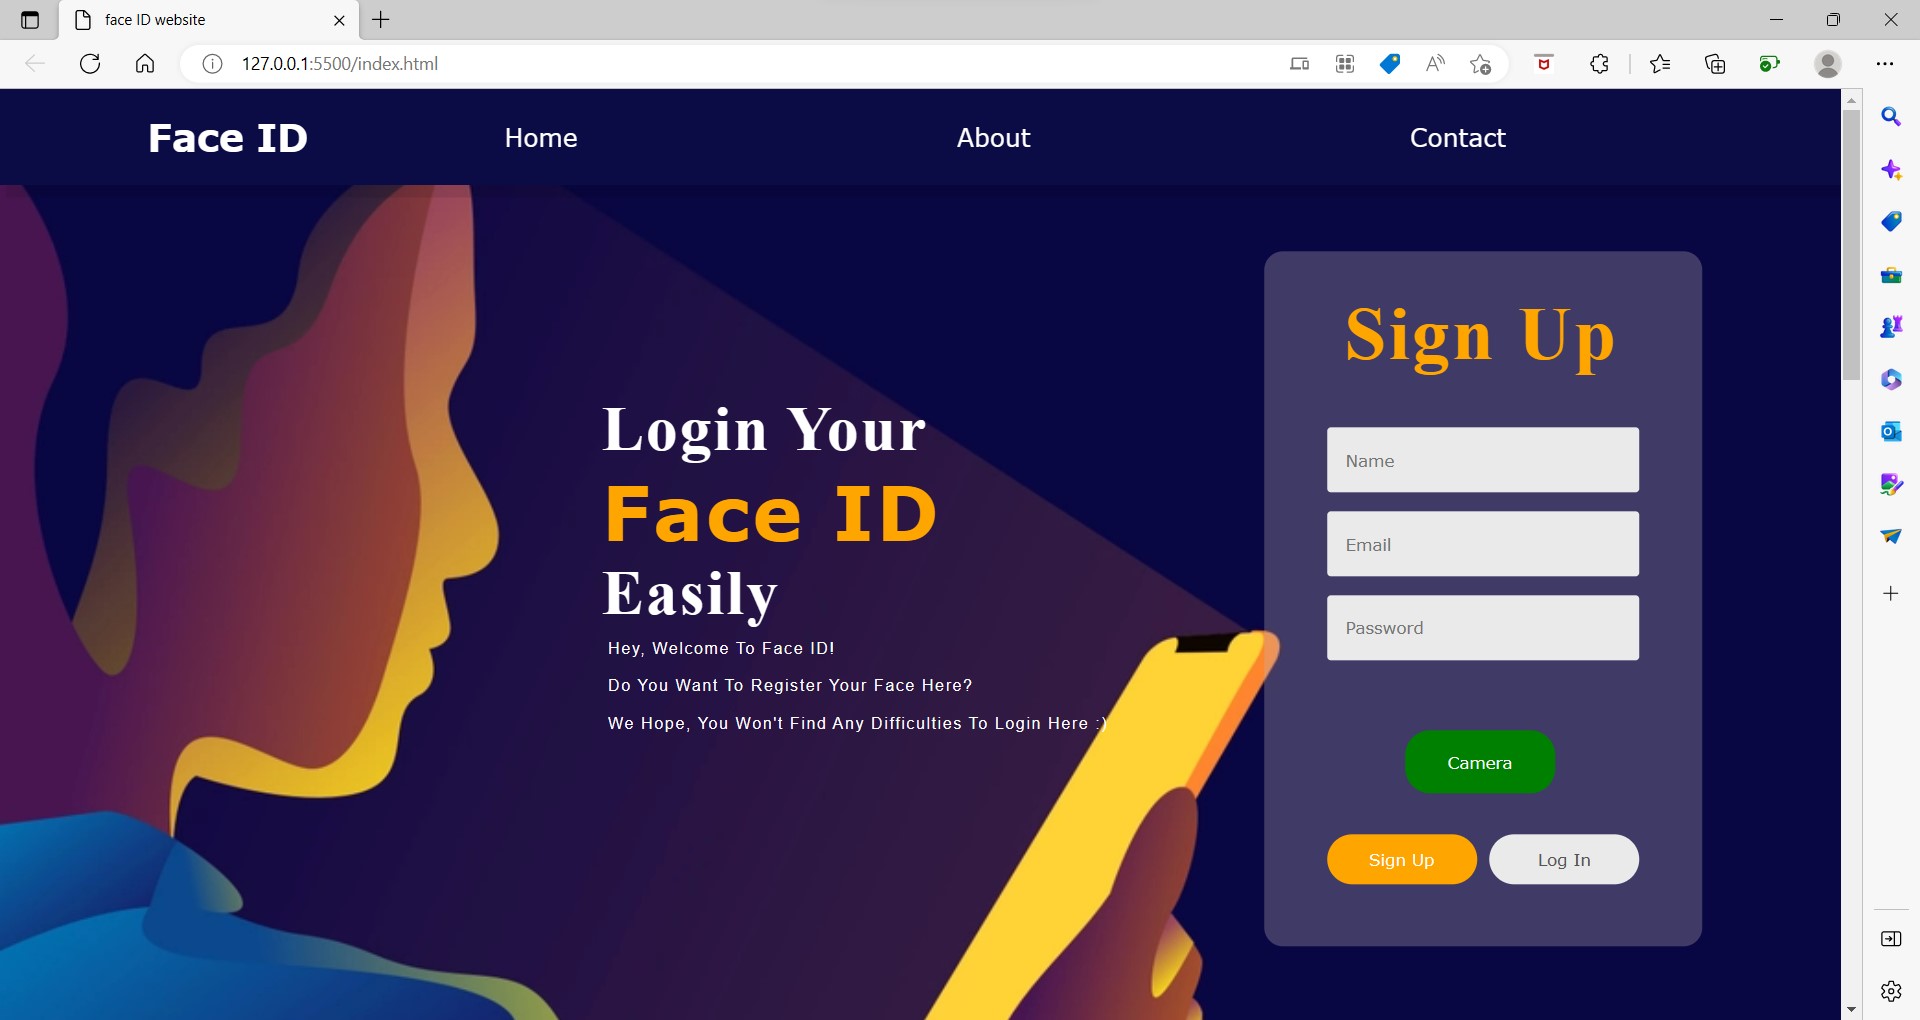 face ID website
127.0.0.1:5500/index.html
Face ID
Home
About
Contact
Login Your
Face ID
Easily
Hey, Welcome To Face ID!
Do You Want To Register Your Face Here?
We Hope, You Won't Find Any Difficulties To Login Here :)
Sign Up
Name
Email
Password
Camera
Sign Up
Log In